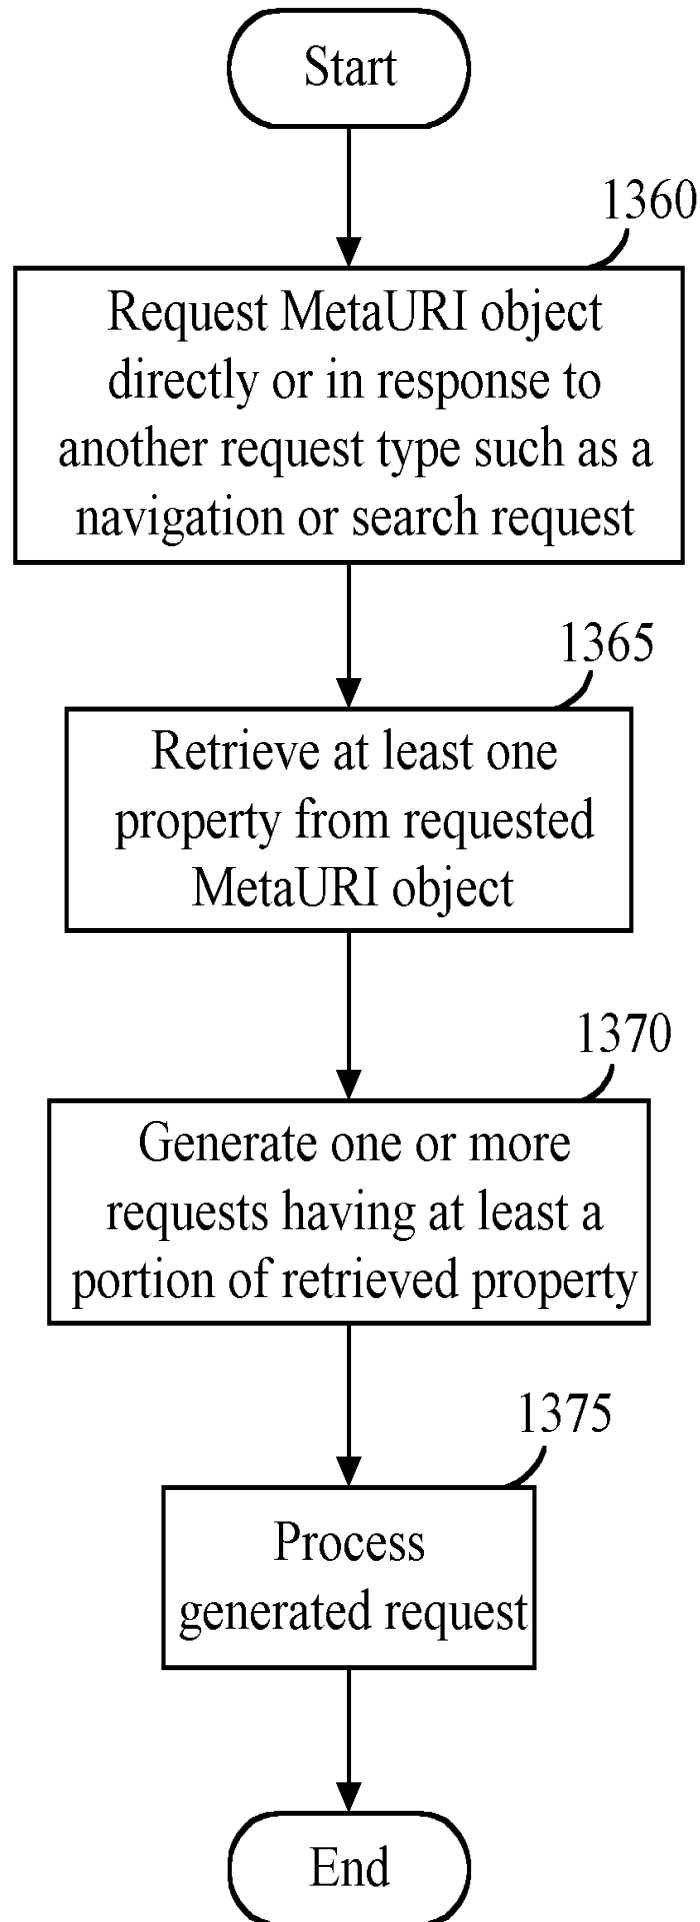 Start
1360
Request MetaURI object
directly or in response to
another request type such as a
navigation or search request
1365
Retrieve at least one
property from requested
MetaURI object
1370
Generate one or more
requests having at least a
portion of retrieved property
1375
Process
generated request
End